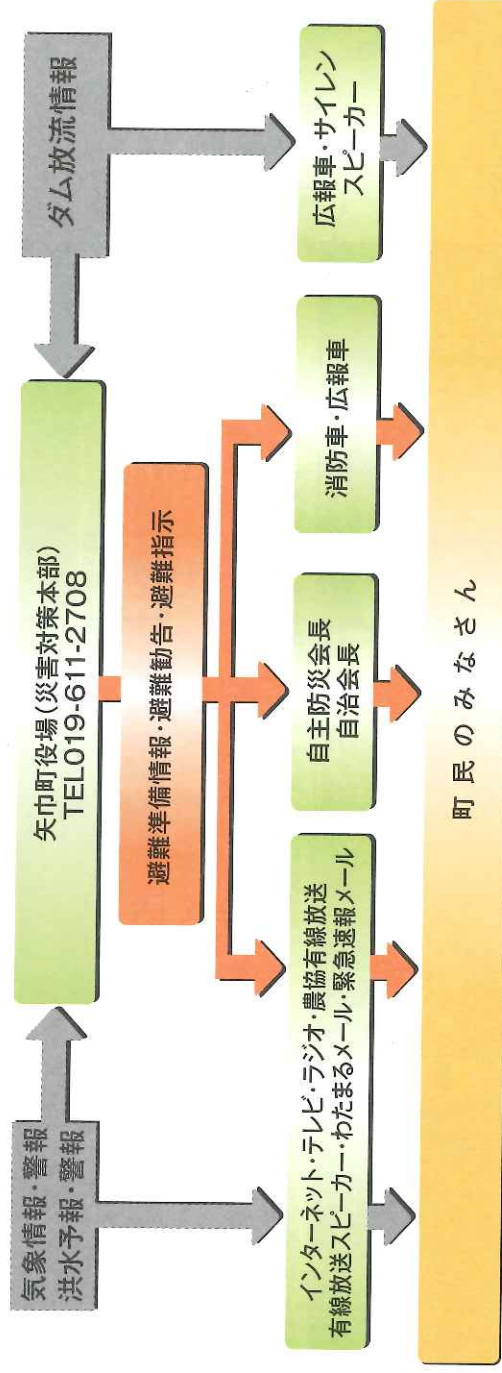 気象情報・警報
洪水予報・警報
矢巾町役場(災害対策本部)
TEL019-611-2708
ダム放流情報
避難準備情報・避難勧告・避難指示
インターネット・テレビ・ラジオ・農協有線放送
有線放送スピーカー・わたまるメール・緊急速報メール
自主防災会長
自治会長
消防車・広報車
広報車・サイレン
スピーカー
町民のみなさん